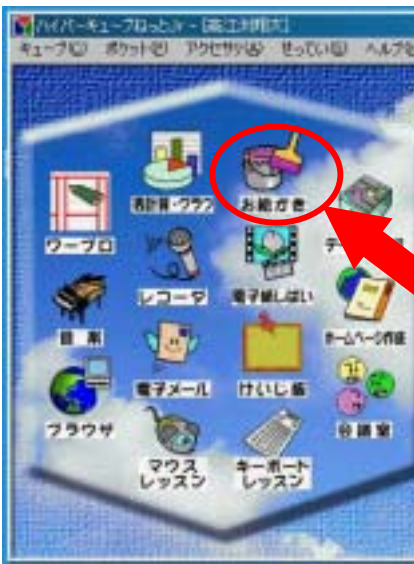 ハイパーキューブねっとJr - [高江洲翔太]
キューブ(C) ポケット(P) アクセサリ(A) せってい(S) ヘルプ(H
表計算・グラフ
お絵かき
ワープロ
レコーダ
電子紙しばい
音楽
ホームページ作成
電子メール
けいじ板
ブラウザ
会議室
マウス
レッスン
キーボード
レッスン